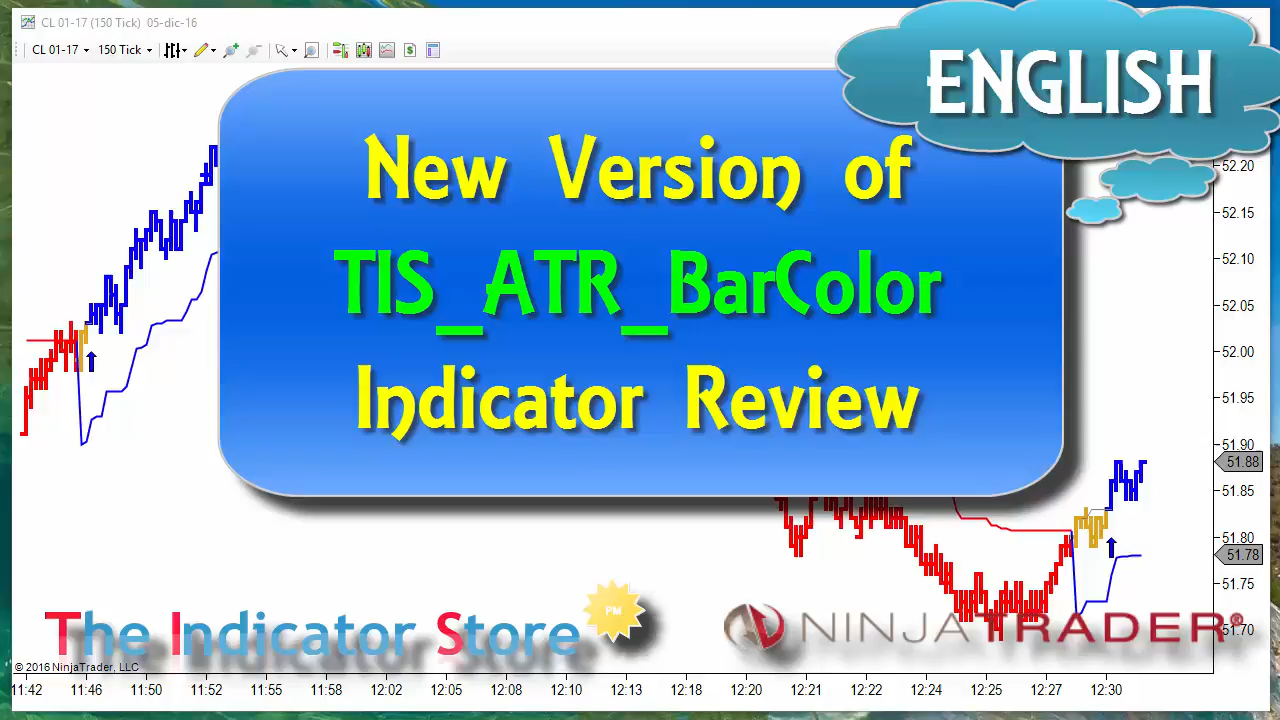 CL 01-17 (150 Tick) 05-dic-16
CL 01-17 150 Tick
ENGLISH
New Version of
TIS_ATR_BarColor
Indicator Review
52.20
52.15
52.10
52.05
52.00
51.95
51.90
51.88
51.85
51.80
51.78
51.75
51.70
The Indicator Store
PM
NINJATRADER®
© 2016 NinjaTrader, LLC
11:42 11:46 11:50 11:52 11:55 11:58 12:02 12:05 12:08 12:10 12:13 12:18 12:20 12:21 12:22 12:24 12:25 12:27 12:30